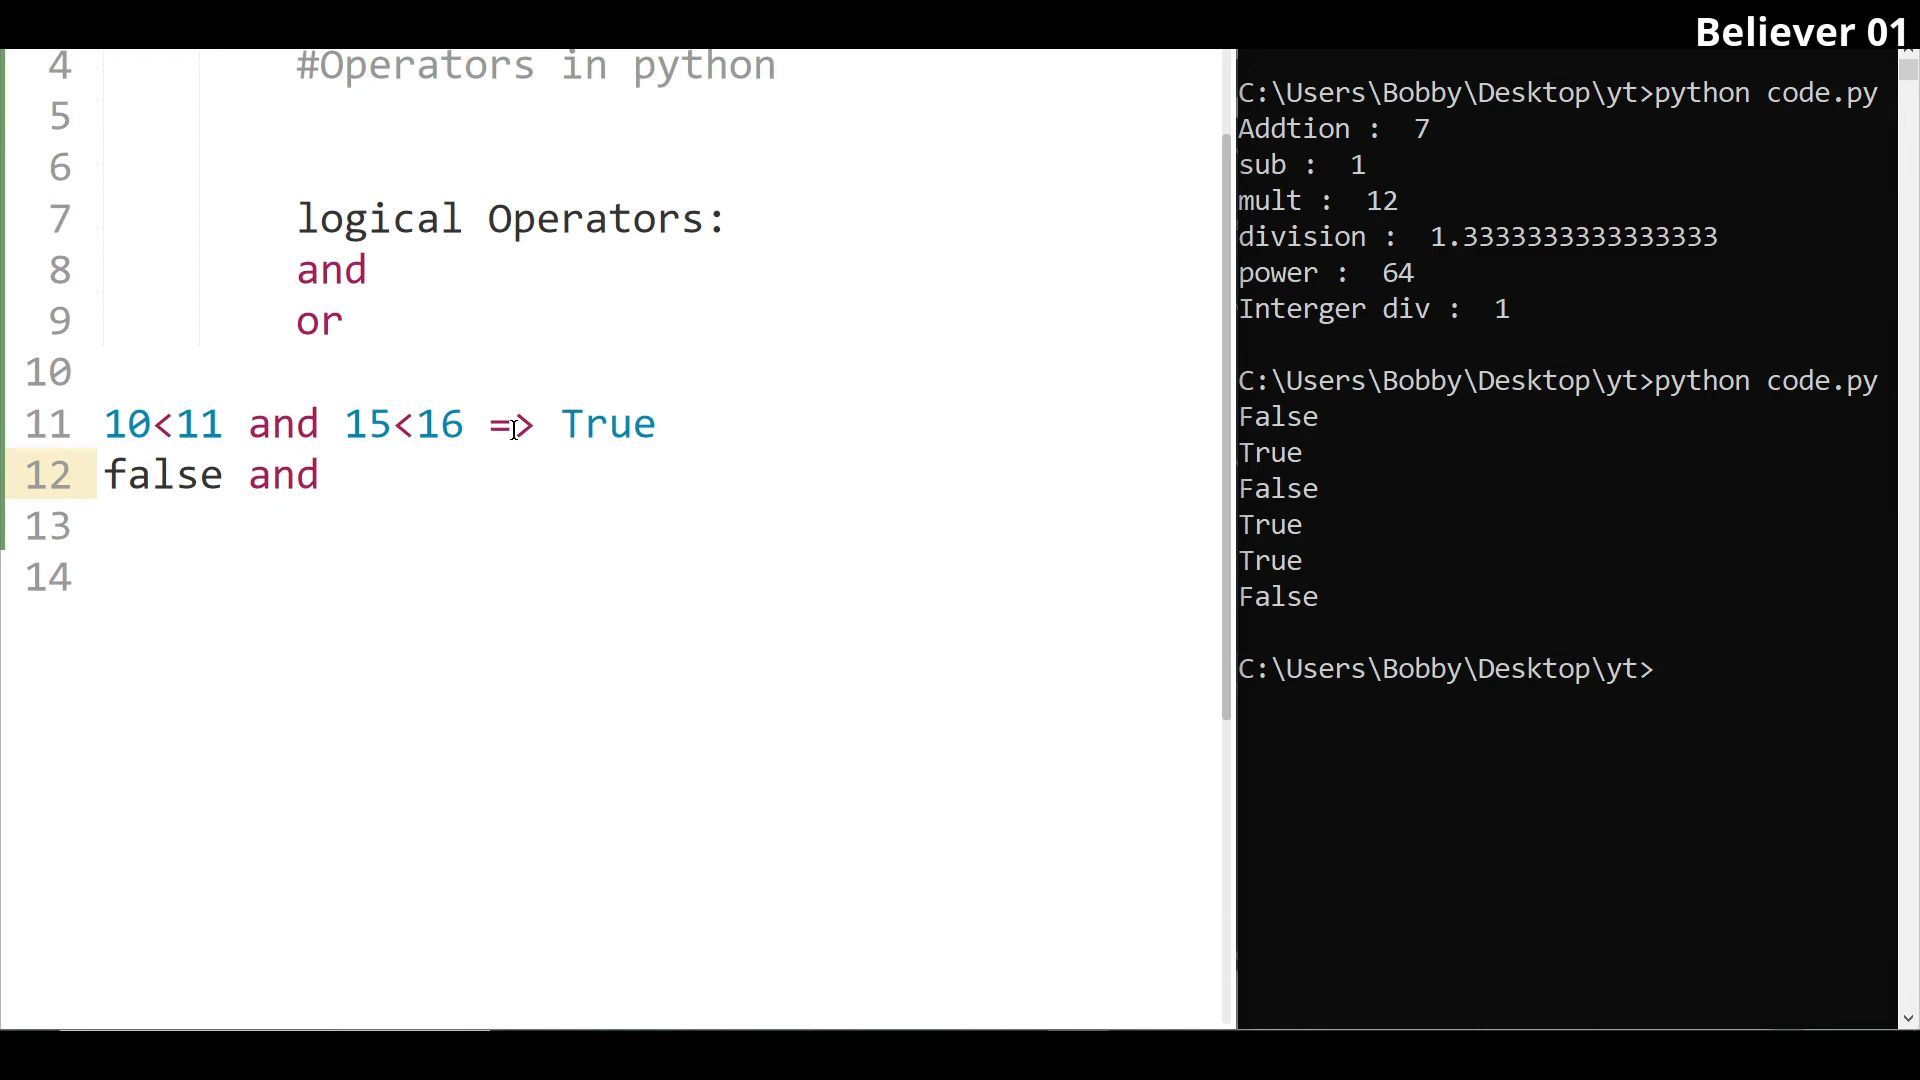 Believer 01
4 #Operators in python
5
6
7 logical Operators:
8 and
9 or
10
11 10<11 and 15<16 => True
12 false and
13
14
C:\Users\Bobby\Desktop\yt>python code.py
Addtion :  7
sub :  1
mult :  12
division :  1.3333333333333333
power :  64
Interger div :  1
C:\Users\Bobby\Desktop\yt>python code.py
False
True
False
True
True
False
C:\Users\Bobby\Desktop\yt>